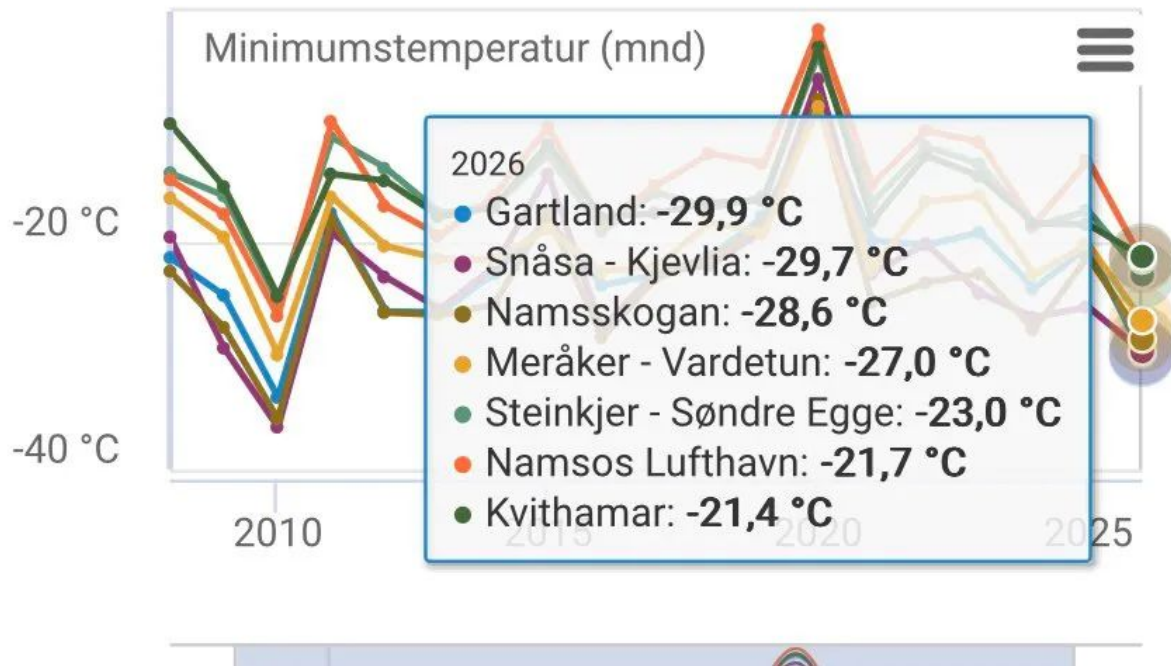 Minimumstemperatur (mnd)
-20 °C
2026
Gartland: -29,9 °C
Snåsa - Kjevlia: -29,7 °C
Namsskogan: -28,6 °C
Meråker - Vardetun: -27,0 °C
Steinkjer - Søndre Egge: -23,0 °C
Namsos Lufthavn: -21,7 °C
Kvithamar: -21,4 °C
-40 °C
2010
2015
2020
2025